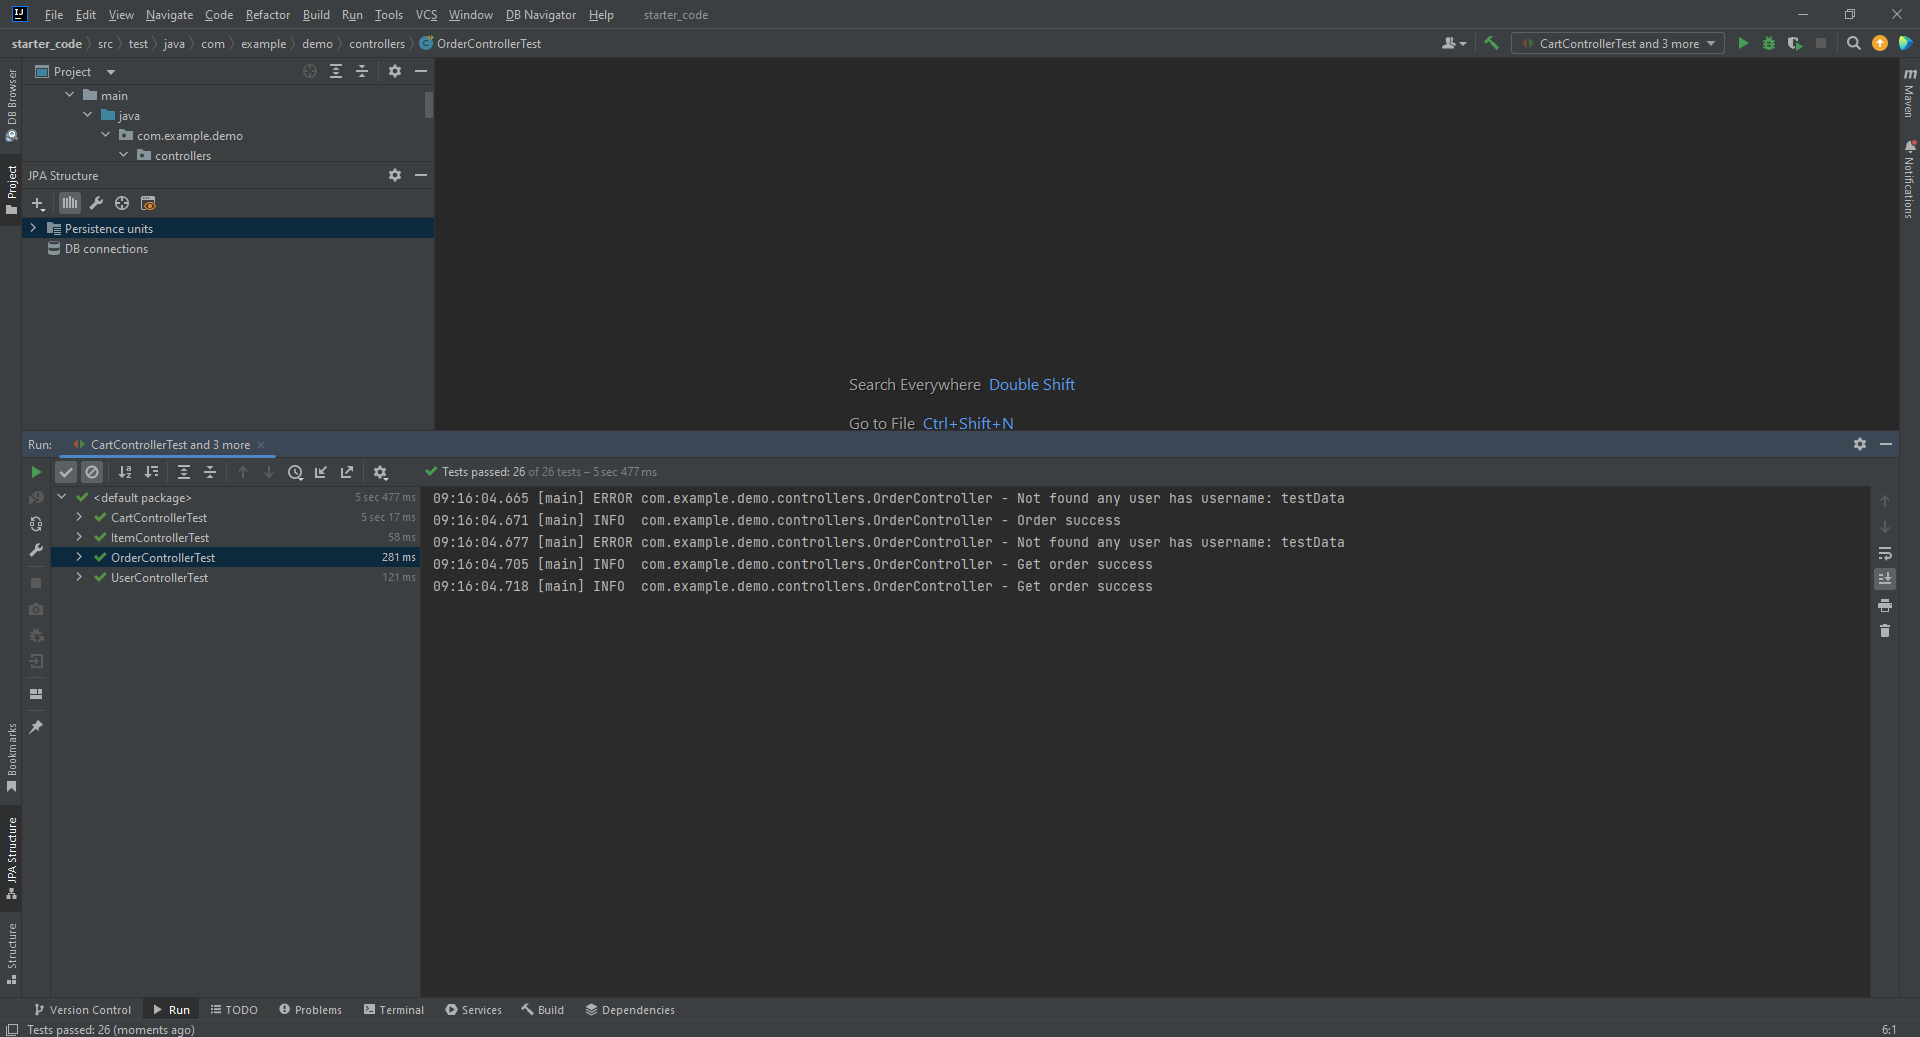 File Edit View Navigate Code Refactor Build Run Tools VCS Window DB Navigator Help starter_code
starter_code src test java com example demo controllers OrderControllerTest
CartControllerTest and 3 more
Project
main
java
com.example.demo
controllers
JPA Structure
Persistence units
DB connections
Search Everywhere Double Shift
Go to File Ctrl+Shift+N
Run: CartControllerTest and 3 more
Tests passed: 26 of 26 tests – 5 sec 477 ms
<default package> 5 sec 477 ms
CartControllerTest 5 sec 17 ms
ItemControllerTest 58 ms
OrderControllerTest 281 ms
UserControllerTest 121 ms
09:16:04.665 [main] ERROR com.example.demo.controllers.OrderController - Not found any user has username: testData
09:16:04.671 [main] INFO  com.example.demo.controllers.OrderController - Order success
09:16:04.677 [main] ERROR com.example.demo.controllers.OrderController - Not found any user has username: testData
09:16:04.705 [main] INFO  com.example.demo.controllers.OrderController - Get order success
09:16:04.718 [main] INFO  com.example.demo.controllers.OrderController - Get order success
DB Browser
Project
Bookmarks
JPA Structure
Structure
m Maven
Notifications
Version Control Run TODO Problems Terminal Services Build Dependencies
Tests passed: 26 (moments ago) 6:1